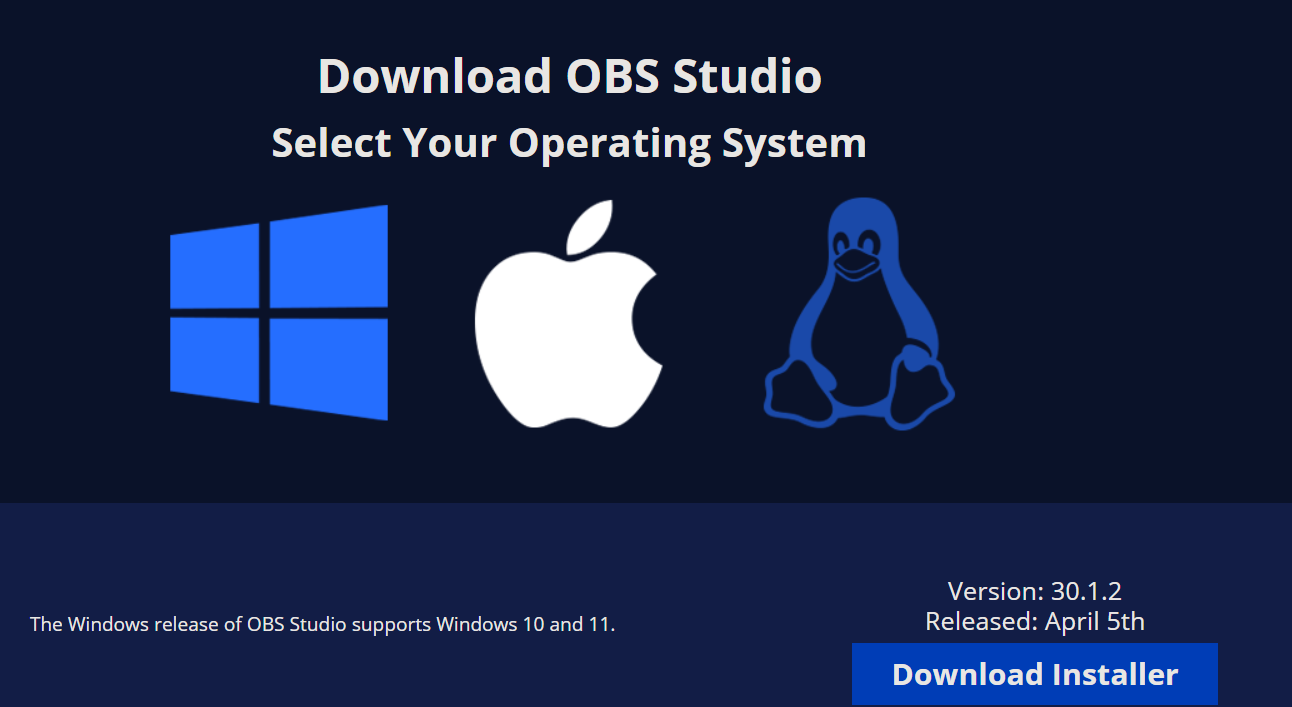 Download OBS Studio
Select Your Operating System
The Windows release of OBS Studio supports Windows 10 and 11.
Version: 30.1.2
Released: April 5th
Download Installer